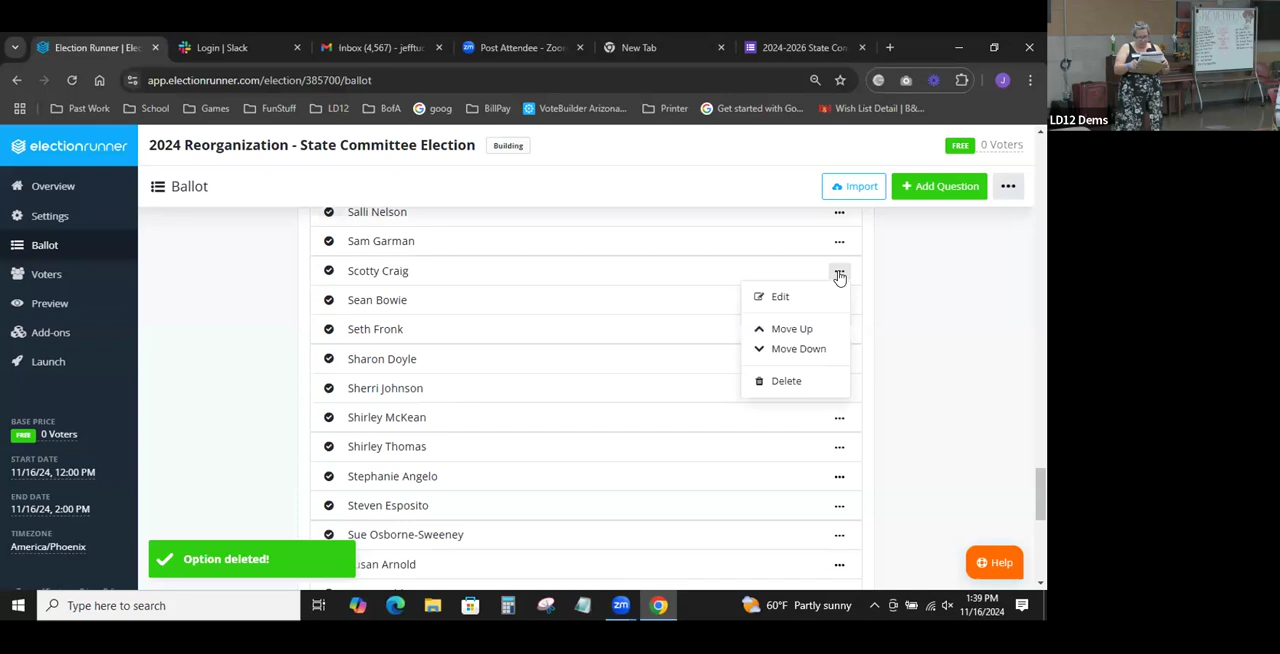 Election Runner | Elec
Login | Slack
Inbox (4,567) - jefftu
Post Attendee - Zoo
New Tab
2024-2026 State Com
app.electionrunner.com/election/385700/ballot
Past Work
School
Games
FunStuff
LD12
BofA
goog
BillPay
VoteBuilder Arizona...
Printer
Get started with Go...
Wish List Detail | B&...
LD12 Dems
electionrunner
2024 Reorganization - State Committee Election
Building
FREE 0 Voters
Ballot
Import
Add Question
Overview
Settings
Ballot
Voters
Preview
Add-ons
Launch
BASE PRICE
FREE 0 Voters
START DATE
11/16/24, 12:00 PM
END DATE
11/16/24, 2:00 PM
TIMEZONE
America/Phoenix
Salli Nelson
Sam Garman
Scotty Craig
Sean Bowie
Seth Fronk
Sharon Doyle
Sherri Johnson
Shirley McKean
Shirley Thomas
Stephanie Angelo
Steven Esposito
Sue Osborne-Sweeney
usan Arnold
Edit
Move Up
Move Down
Delete
Option deleted!
Help
Type here to search
60°F Partly sunny
1:39 PM
11/16/2024